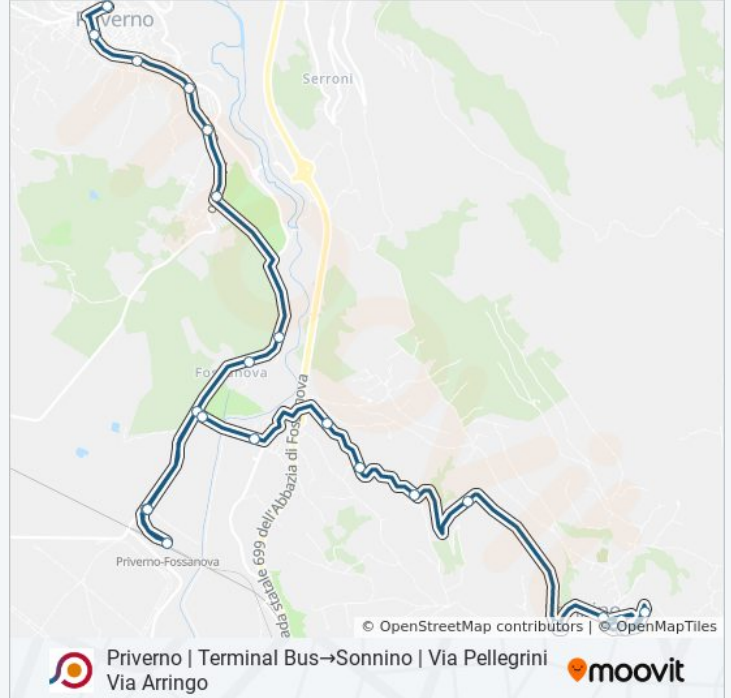 Priverno
Serroni
Fossanova
ada statale 699 dell'Abbazia di Fossanova
Priverno-Fossanova
© OpenStreetMap contributors | © OpenMapTiles
Priverno | Terminal Bus→Sonnino | Via Pellegrini
Via Arringo
moovit